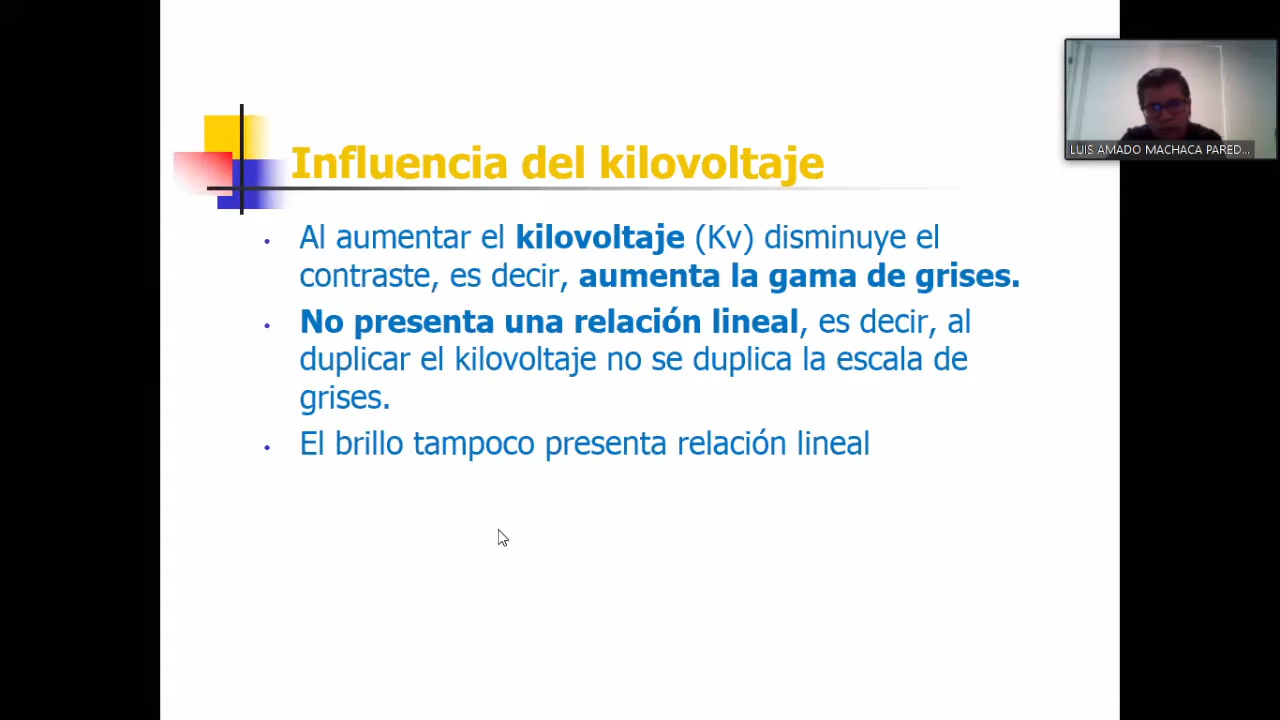 LUIS AMADO MACHACA PARED...
Influencia del kilovoltaje
• Al aumentar el kilovoltaje (Kv) disminuye el
contraste, es decir, aumenta la gama de grises.
• No presenta una relación lineal, es decir, al
duplicar el kilovoltaje no se duplica la escala de
grises.
• El brillo tampoco presenta relación lineal